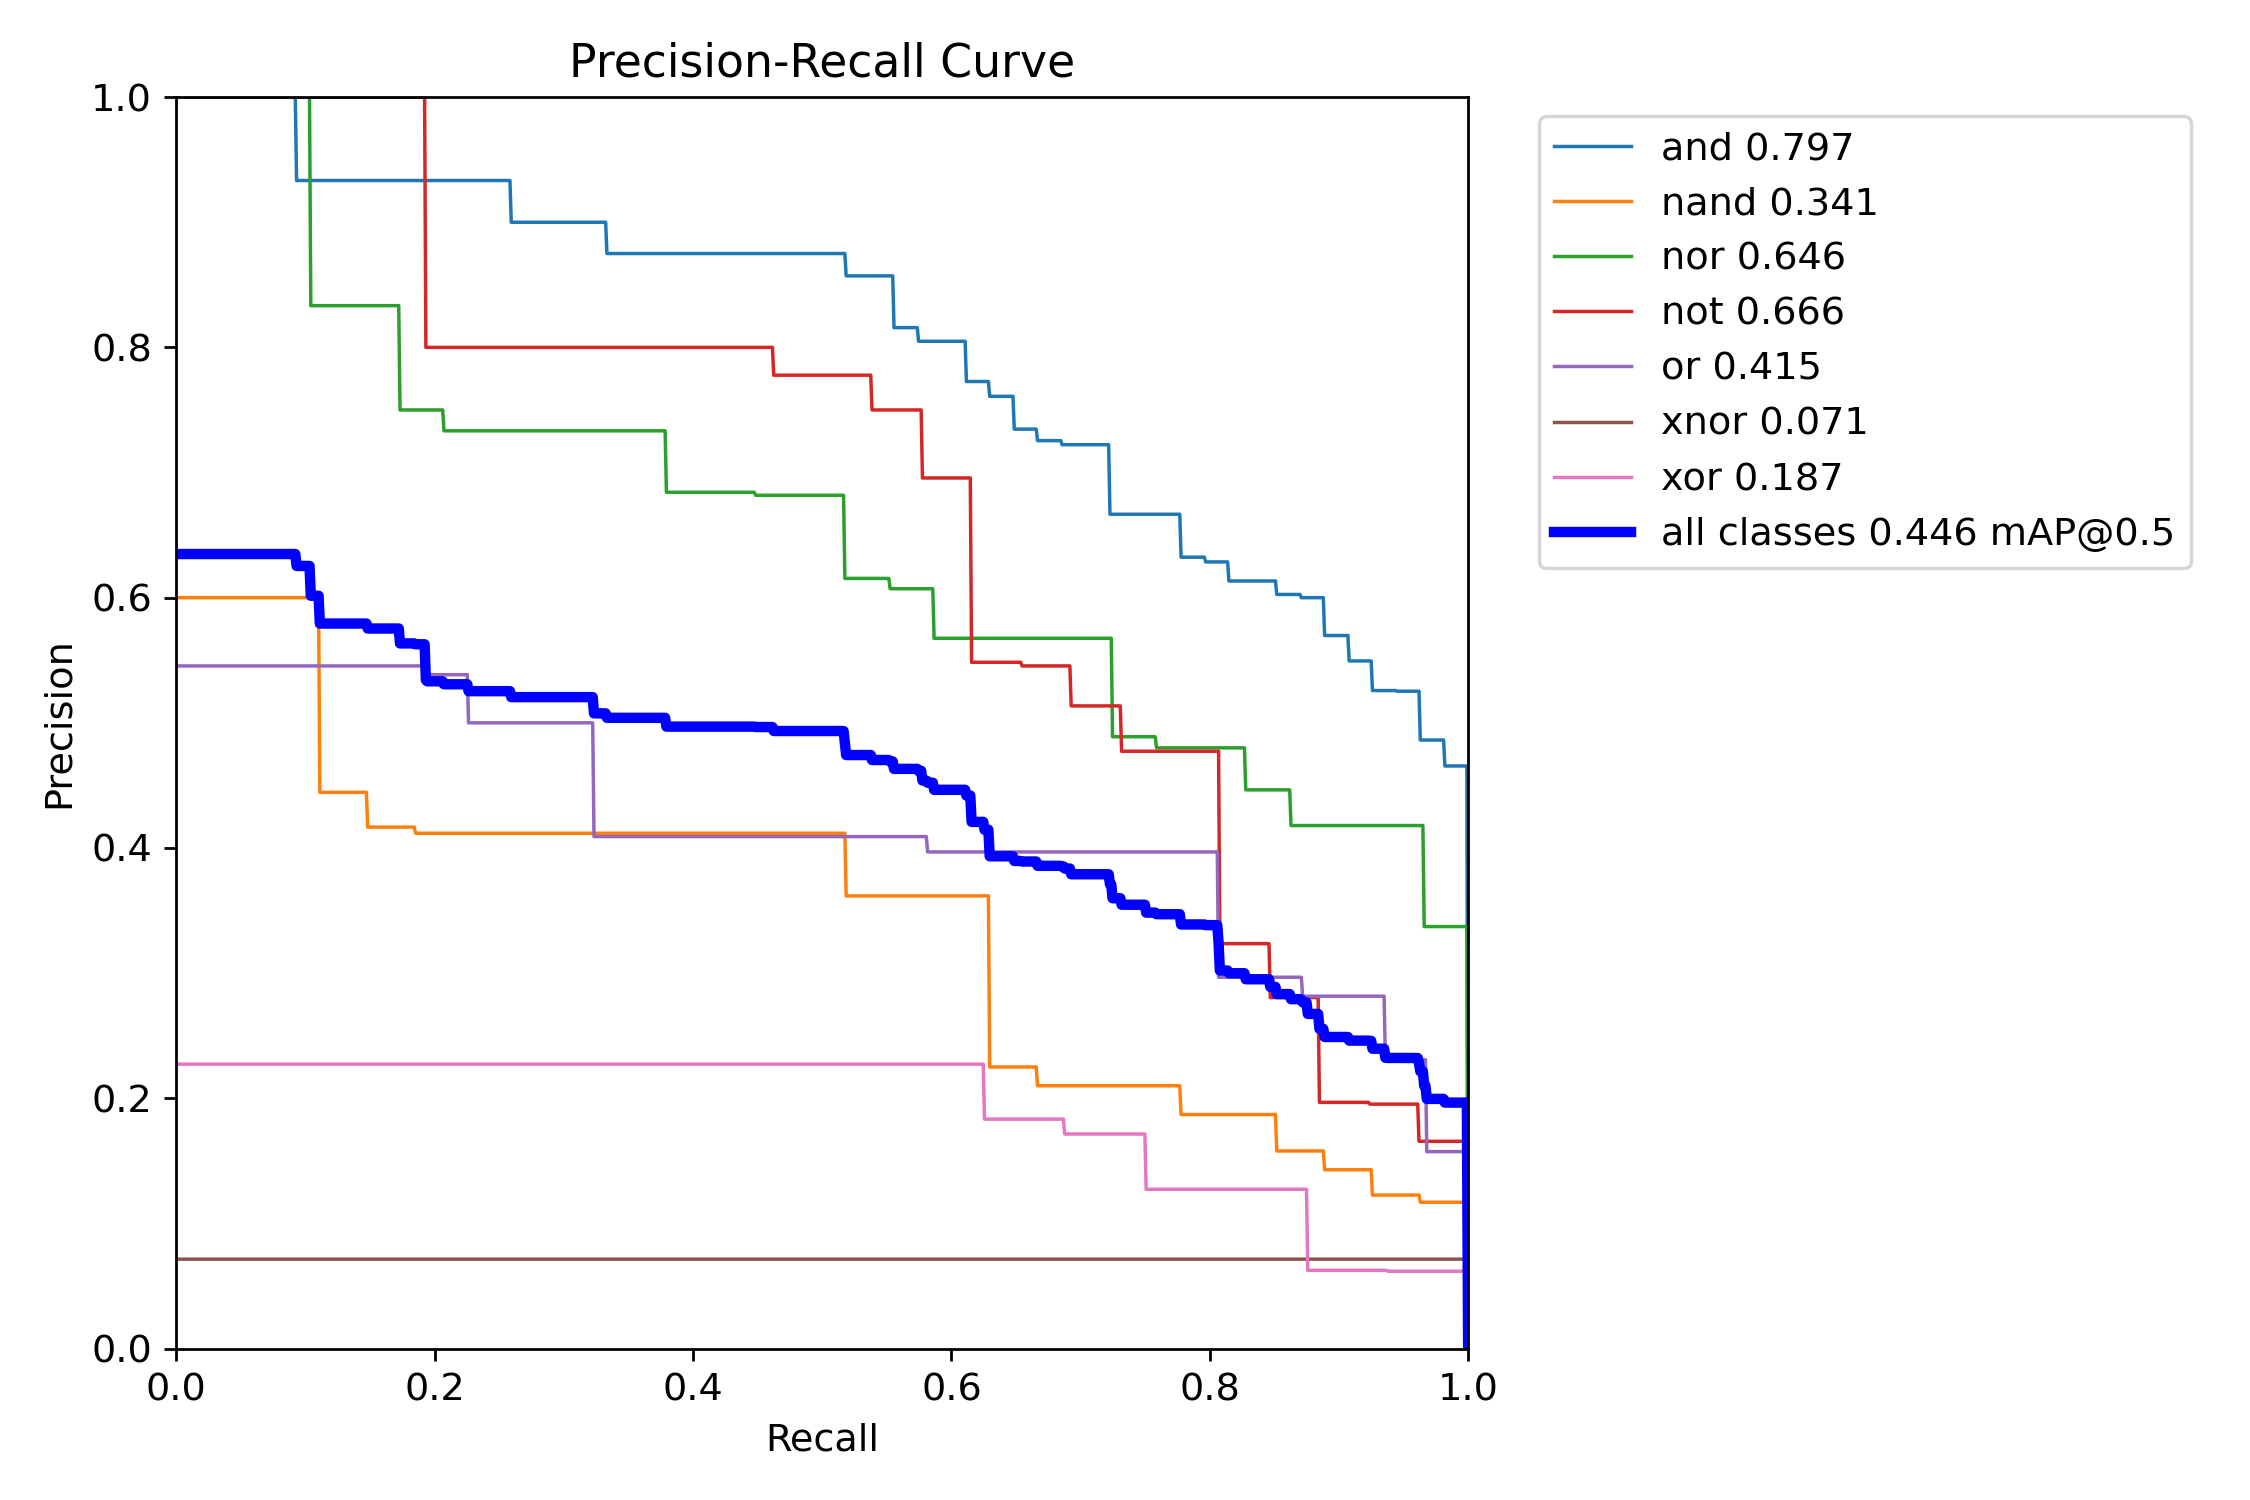 Precision-Recall Curve
1.0
0.8
0.6
0.4
0.2
0.0
Precision
0.0 0.2 0.4 0.6 0.8 1.0
Recall
and 0.797
nand 0.341
nor 0.646
not 0.666
or 0.415
xnor 0.071
xor 0.187
all classes 0.446 mAP@0.5